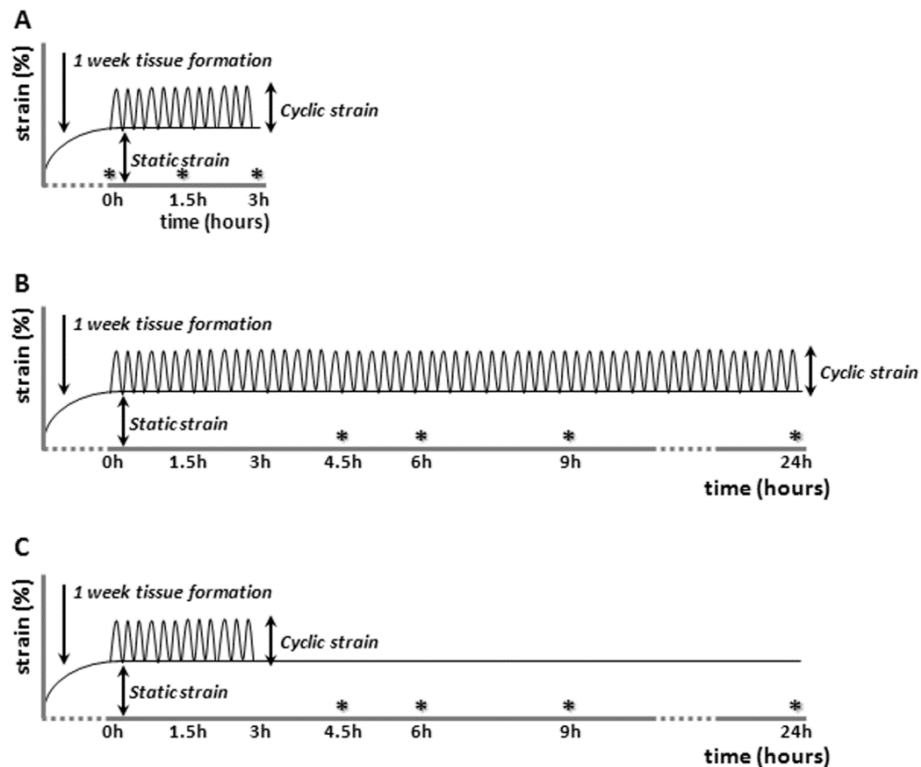 A
strain (%)
1 week tissue formation
Cyclic strain
Static strain
* * *
0h 1.5h 3h
time (hours)
B
strain (%)
1 week tissue formation
Cyclic strain
Static strain
* * * *
0h 1.5h 3h 4.5h 6h 9h 24h
time (hours)
C
strain (%)
1 week tissue formation
Cyclic strain
Static strain
* * * *
0h 1.5h 3h 4.5h 6h 9h 24h
time (hours)